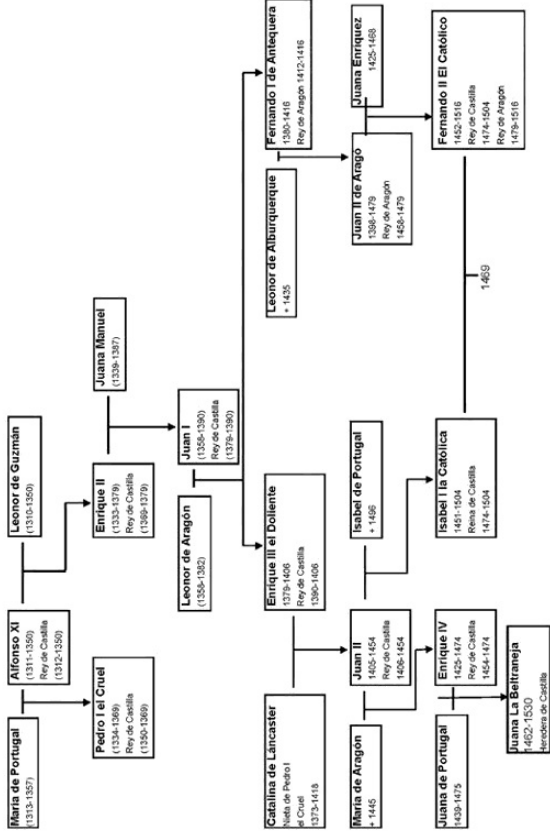 Maria de Portugal
(1313-1357)
Alfonso XI
(1311-1350)
Rey de Castilla
(1312-1350)
Leonor de Guzmán
(1310-1350)
Pedro I el Cruel
(1334-1369)
Rey de Castilla
(1350-1369)
Enrique II
(1333-1379)
Rey de Castilla
(1369-1379)
Juana Manuel
(1339-1387)
Leonor de Aragón
(1358-1382)
Juan I
(1358-1390)
Rey de Castilla
(1379-1390)
Catalina de Láncaster
Nieta de Pedro I
el Cruel
1373-1418
Enrique III el Doliente
1379-1406
Rey de Castilla
1390-1406
Leonor de Alburquerque
+ 1435
Fernando I de Antequera
1380-1416
Rey de Aragón 1412-1416
Maria de Aragón
+ 1445
Juan II
1405-1454
Rey de Castilla
1406-1454
Isabel de Portugal
+ 1496
Juan II de Aragó
1398-1479
Rey de Aragón
1458-1479
Juana Enriquez
1425-1468
Juana de Portugal
1439-1475
Enrique IV
1425-1474
Rey de Castilla
1454-1474
Isabel I la Católica
1451-1504
Reina de Castilla
1474-1504
1469
Fernando II El Católico
1452-1516
Rey de Castilla
1474-1504
Rey de Aragón
1479-1516
Juana La Beltraneja
1462-1530
Heredera de Castilla